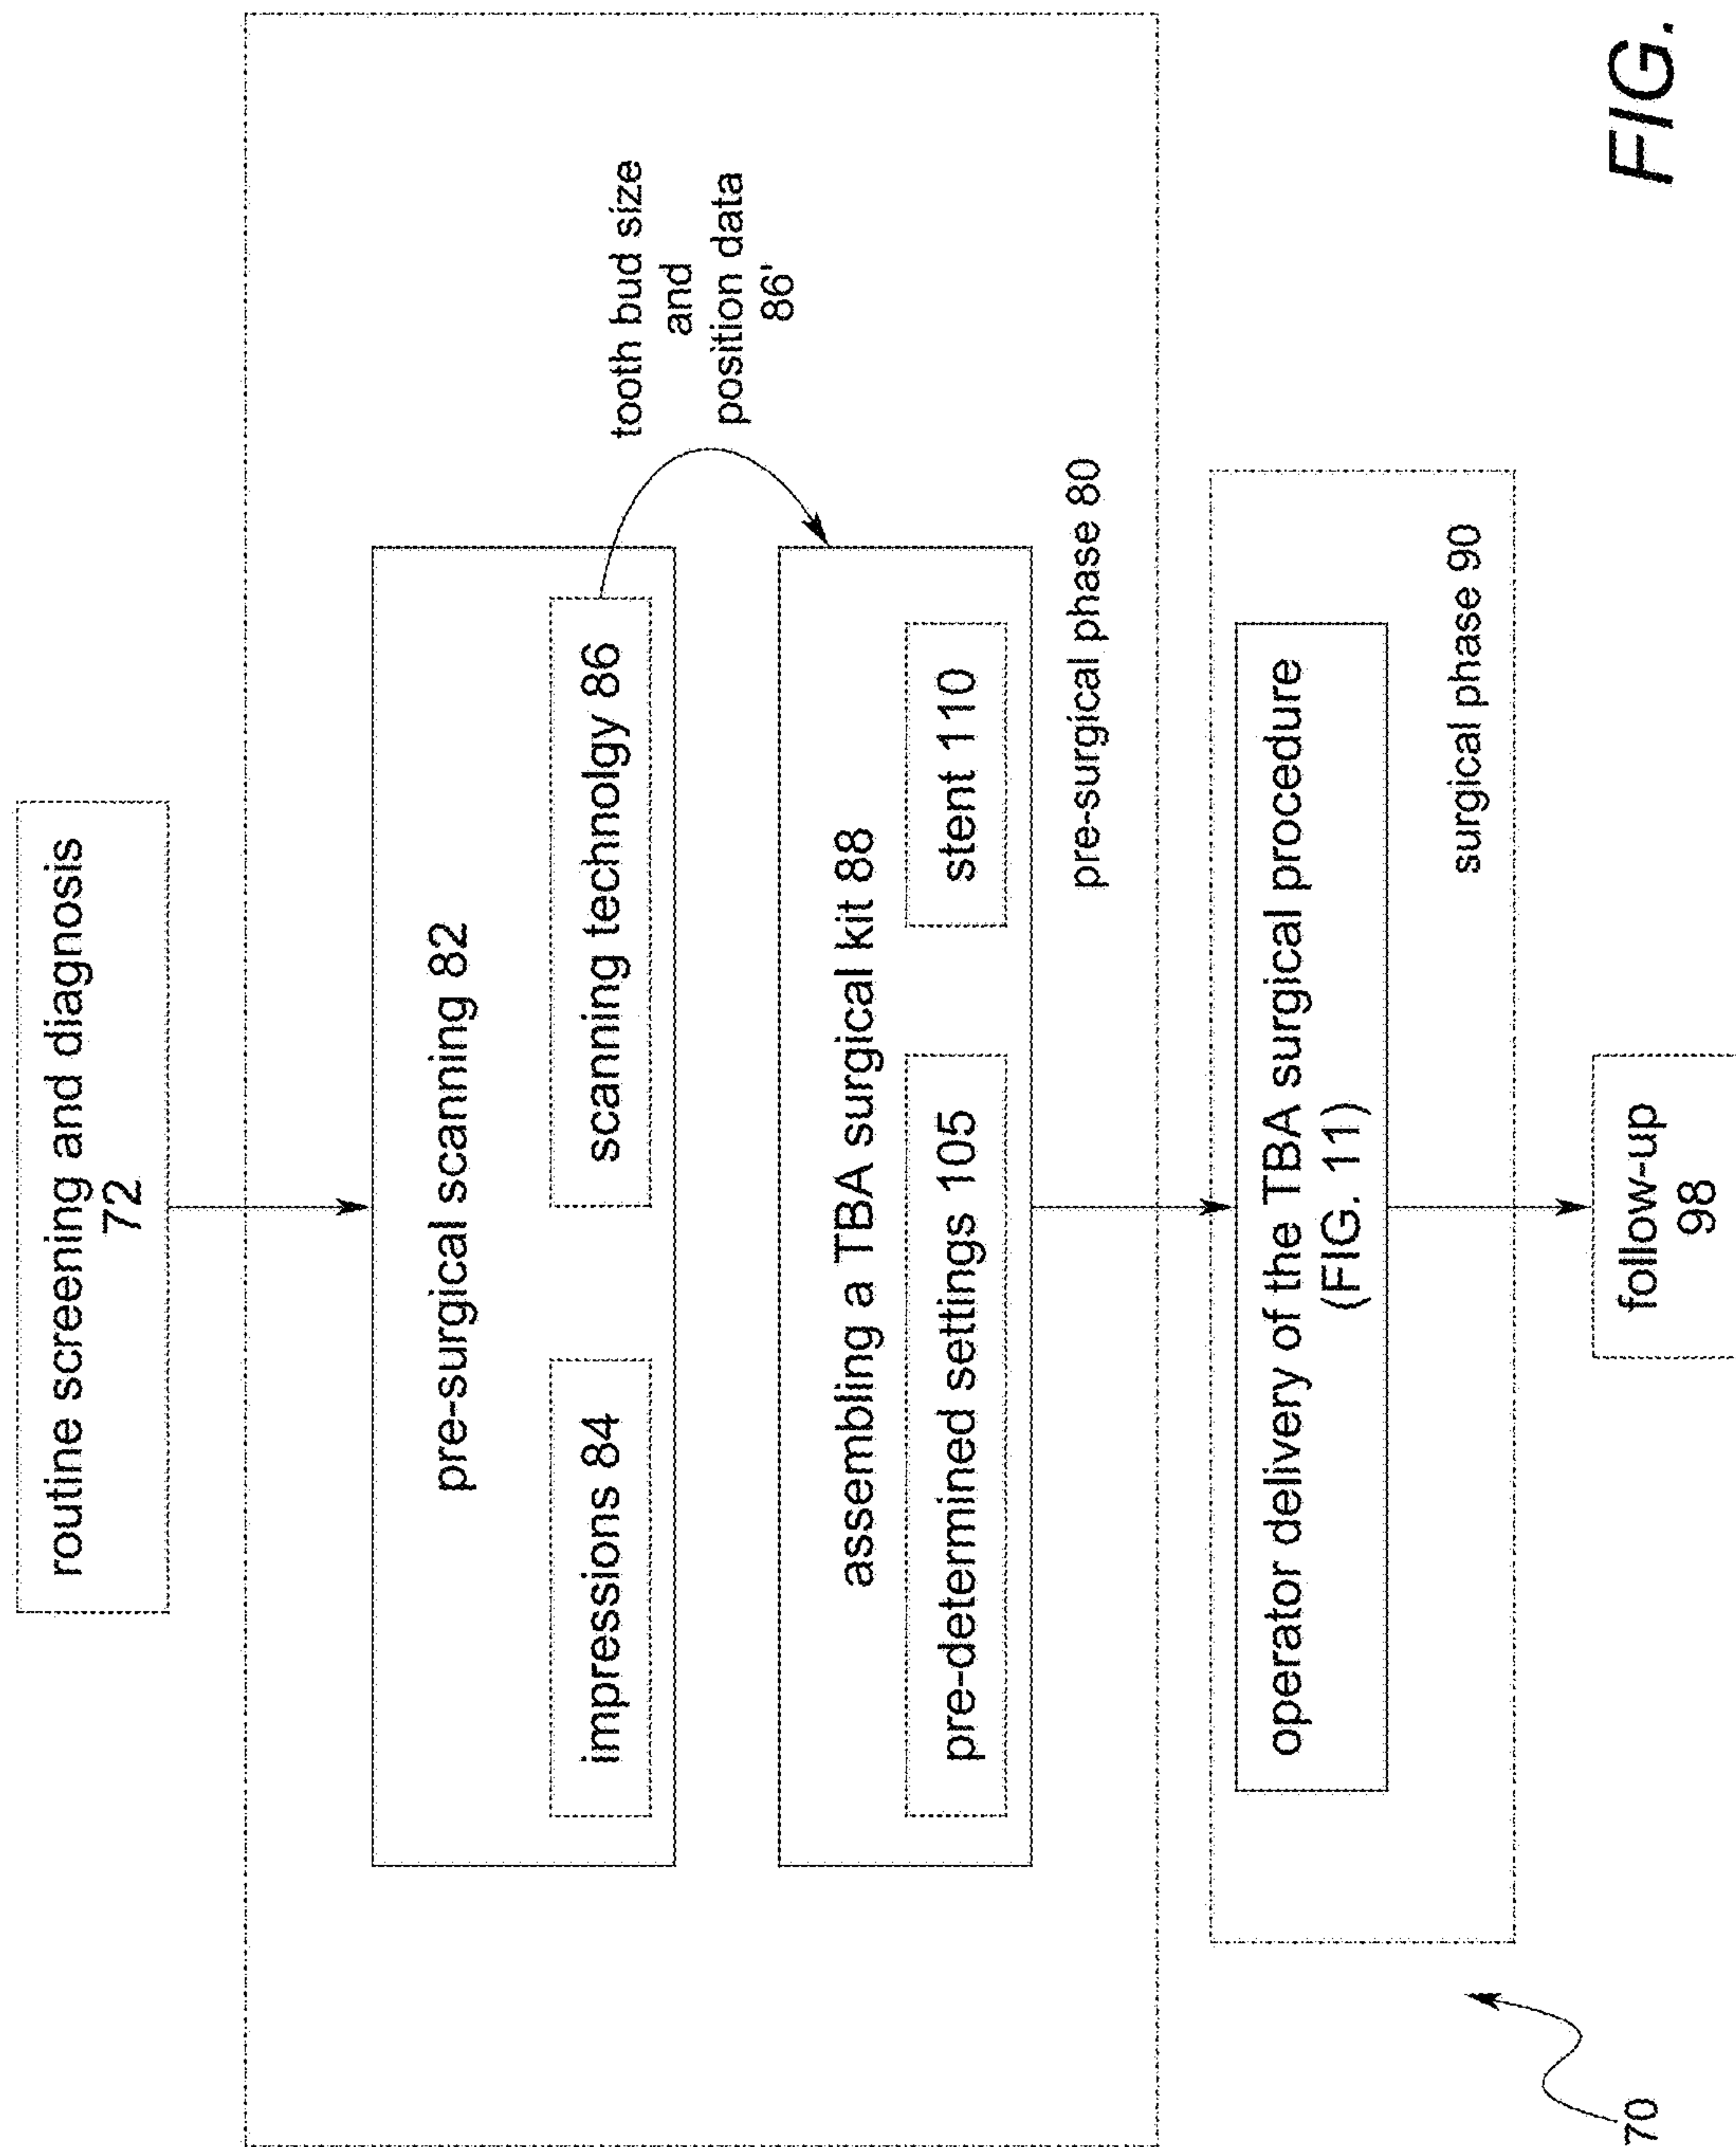 routine screening and diagnosis
72
pre-surgical scanning 82
impressions 84
scanning technolgy 86
tooth bud size
and
position data
86'
assembling a TBA surgical kit 88
pre-determined settings 105
stent 110
pre-surgical phase 80
operator delivery of the TBA surgical procedure
(FIG. 11)
surgical phase 90
follow-up
98
70
FIG.